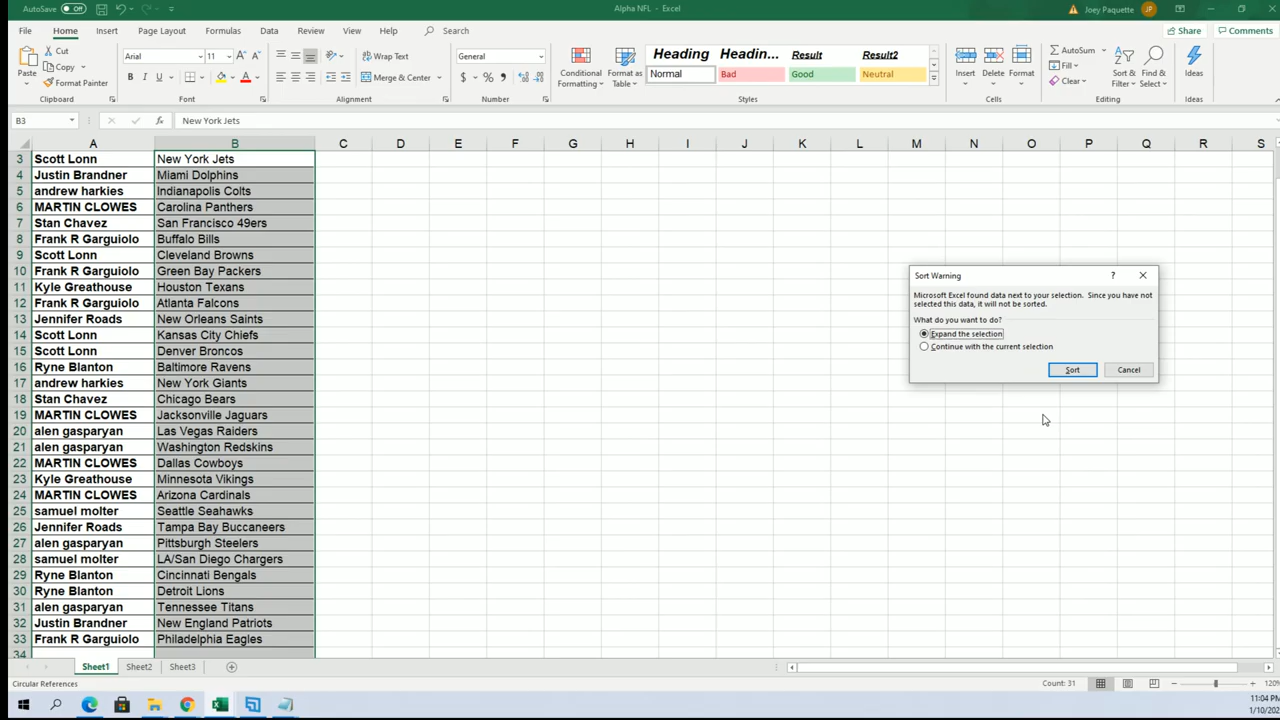 AutoSave Off Alpha NFL - Excel Joey Paquette JP
File Home Insert Page Layout Formulas Data Review View Help Search Share Comments
Paste Cut Copy Format Painter Clipboard
Arial 11 B I U A Font
Wrap Text Merge & Center Alignment
General $ % , Number
Conditional Formatting Format as Table
Heading Headin... Result Result2
Normal Bad Good Neutral
Styles
Insert Delete Format Cells
AutoSum Fill Clear Sort & Filter Find & Select Editing
Ideas Ideas
B3 fx New York Jets
A B C D E F G H I J K L M N O P Q R S
3 Scott Lonn New York Jets
4 Justin Brandner Miami Dolphins
5 andrew harkies Indianapolis Colts
6 MARTIN CLOWES Carolina Panthers
7 Stan Chavez San Francisco 49ers
8 Frank R Garguiolo Buffalo Bills
9 Scott Lonn Cleveland Browns
10 Frank R Garguiolo Green Bay Packers
11 Kyle Greathouse Houston Texans
12 Frank R Garguiolo Atlanta Falcons
13 Jennifer Roads New Orleans Saints
14 Scott Lonn Kansas City Chiefs
15 Scott Lonn Denver Broncos
16 Ryne Blanton Baltimore Ravens
17 andrew harkies New York Giants
18 Stan Chavez Chicago Bears
19 MARTIN CLOWES Jacksonville Jaguars
20 alen gasparyan Las Vegas Raiders
21 alen gasparyan Washington Redskins
22 MARTIN CLOWES Dallas Cowboys
23 Kyle Greathouse Minnesota Vikings
24 MARTIN CLOWES Arizona Cardinals
25 samuel molter Seattle Seahawks
26 Jennifer Roads Tampa Bay Buccaneers
27 alen gasparyan Pittsburgh Steelers
28 samuel molter LA/San Diego Chargers
29 Ryne Blanton Cincinnati Bengals
30 Ryne Blanton Detroit Lions
31 alen gasparyan Tennessee Titans
32 Justin Brandner New England Patriots
33 Frank R Garguiolo Philadelphia Eagles
34
Sort Warning ?
Microsoft Excel found data next to your selection. Since you have not
selected this data, it will not be sorted.
What do you want to do?
Expand the selection
Continue with the current selection
Sort Cancel
Sheet1 Sheet2 Sheet3
Circular References Count: 31 120%
11:04 PM